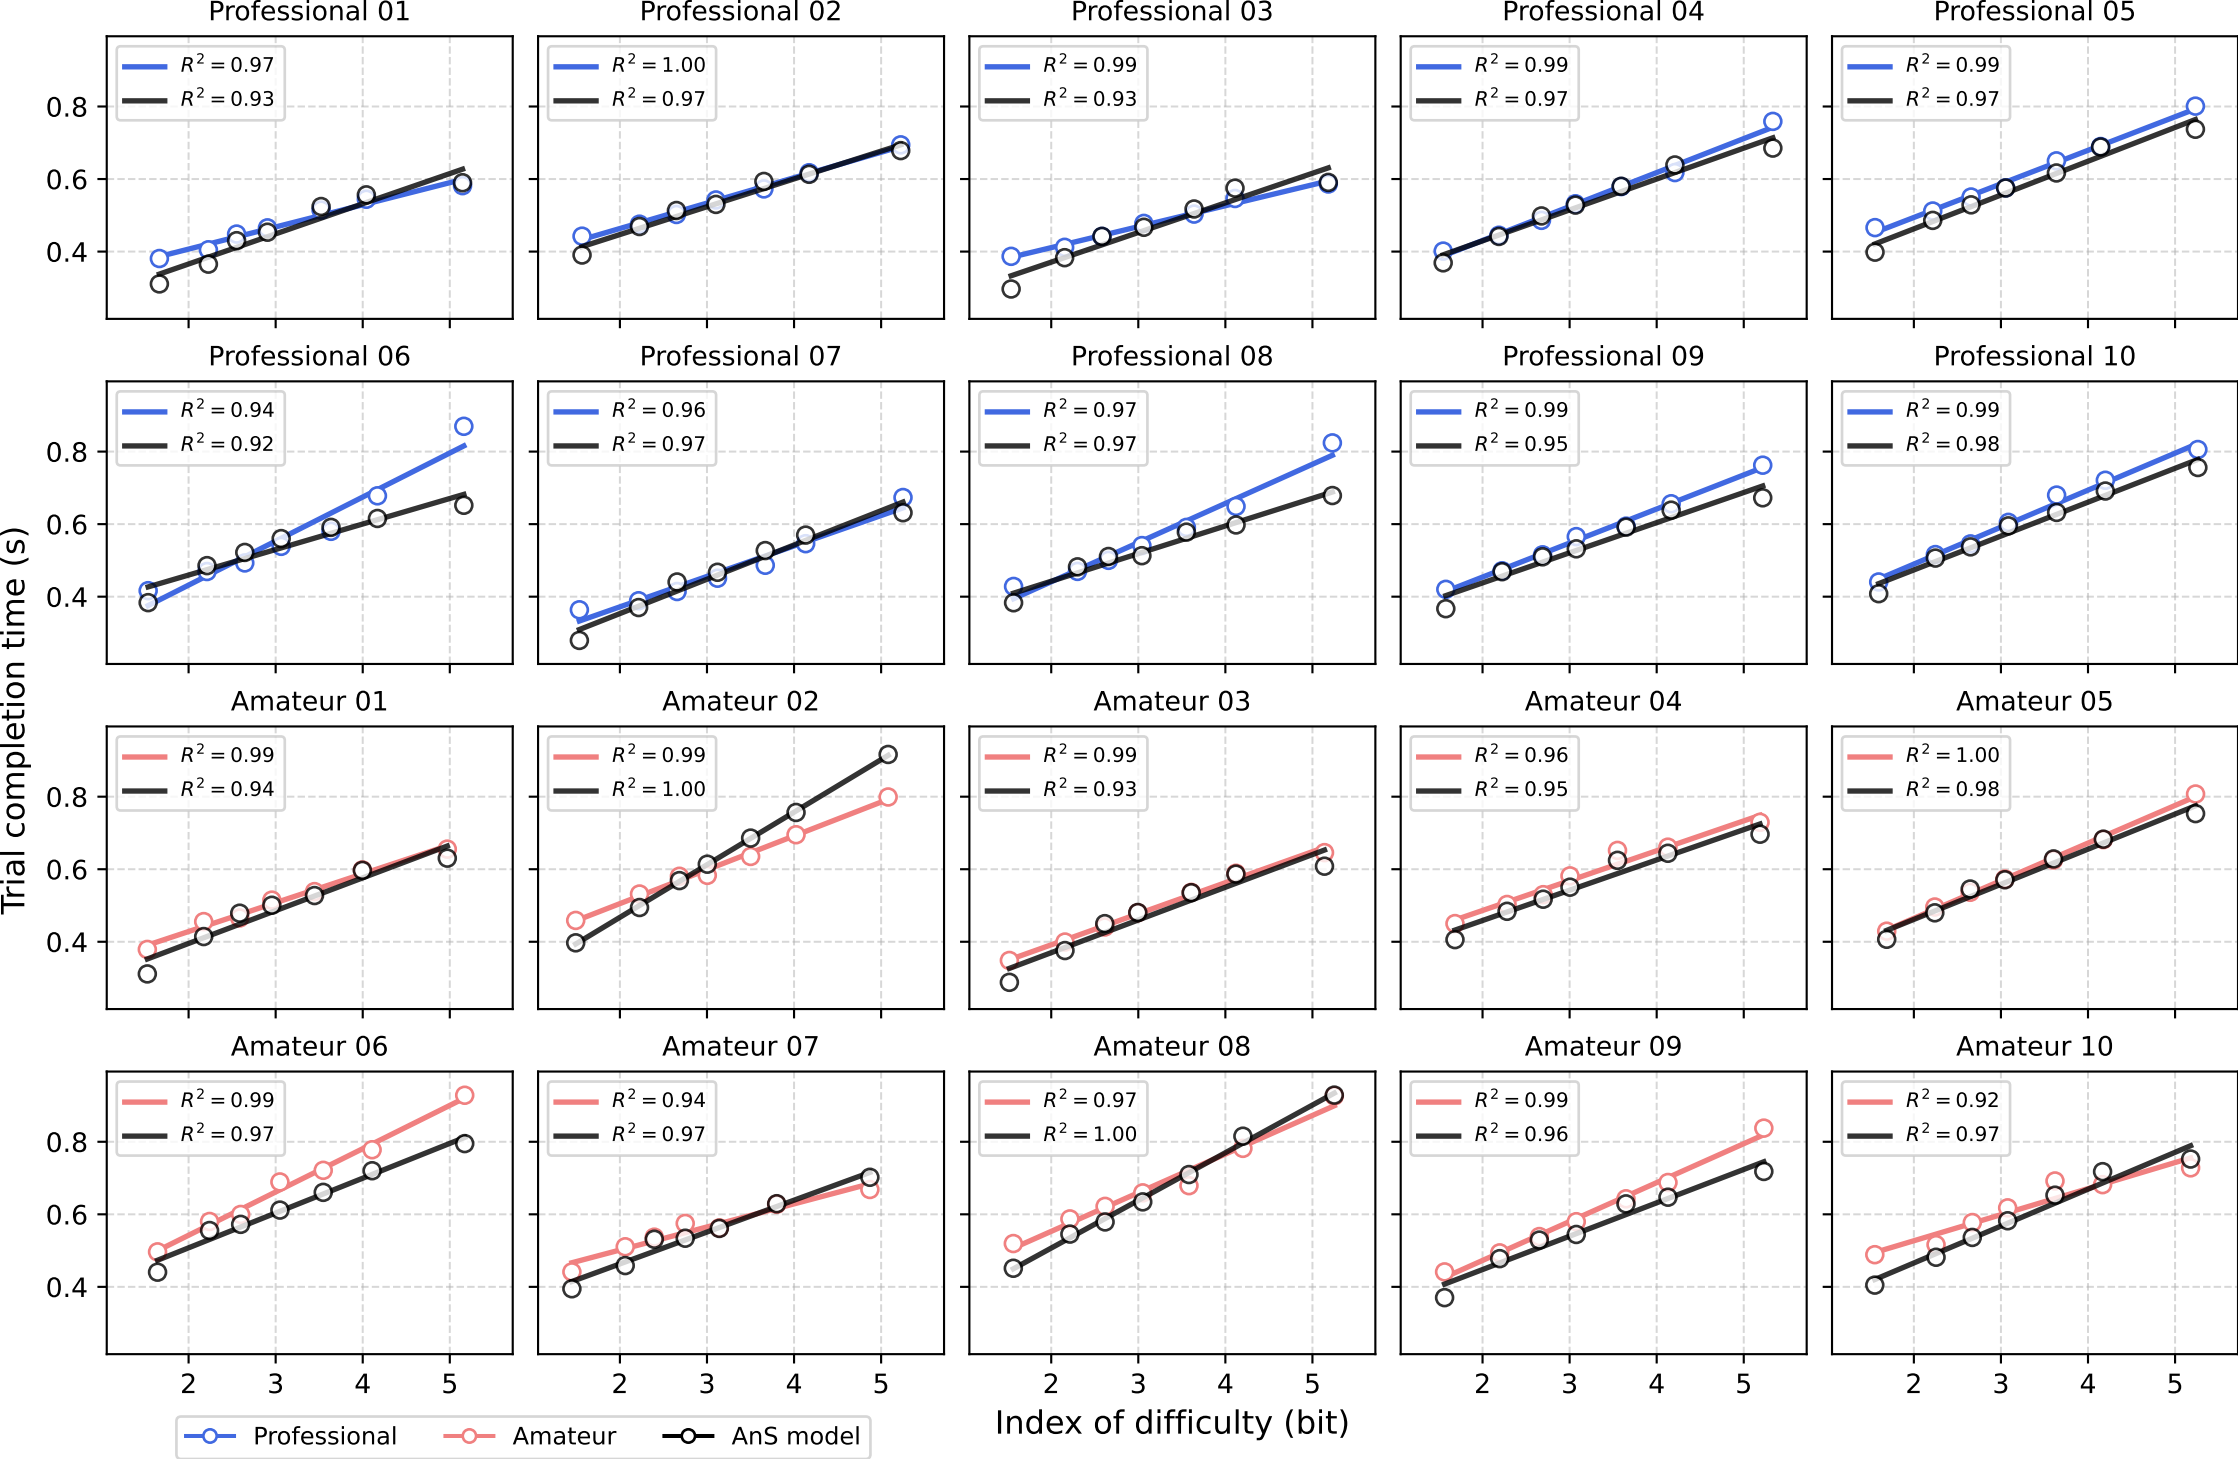 Professional 01
Professional 02
Professional 03
Professional 04
Professional 05
R² = 0.97
R² = 0.93
R² = 1.00
R² = 0.97
R² = 0.99
R² = 0.93
R² = 0.99
R² = 0.97
R² = 0.99
R² = 0.97
0.8
0.6
0.4
Professional 06
Professional 07
Professional 08
Professional 09
Professional 10
R² = 0.94
R² = 0.92
R² = 0.96
R² = 0.97
R² = 0.97
R² = 0.97
R² = 0.99
R² = 0.95
R² = 0.99
R² = 0.98
0.8
0.6
0.4
Trial completion time (s)
Amateur 01
Amateur 02
Amateur 03
Amateur 04
Amateur 05
R² = 0.99
R² = 0.94
R² = 0.99
R² = 1.00
R² = 0.99
R² = 0.93
R² = 0.96
R² = 0.95
R² = 1.00
R² = 0.98
0.8
0.6
0.4
Amateur 06
Amateur 07
Amateur 08
Amateur 09
Amateur 10
R² = 0.99
R² = 0.97
R² = 0.94
R² = 0.97
R² = 0.97
R² = 1.00
R² = 0.99
R² = 0.96
R² = 0.92
R² = 0.97
0.8
0.6
0.4
2 3 4 5
2 3 4 5
2 3 4 5
2 3 4 5
2 3 4 5
Index of difficulty (bit)
Professional Amateur AnS model